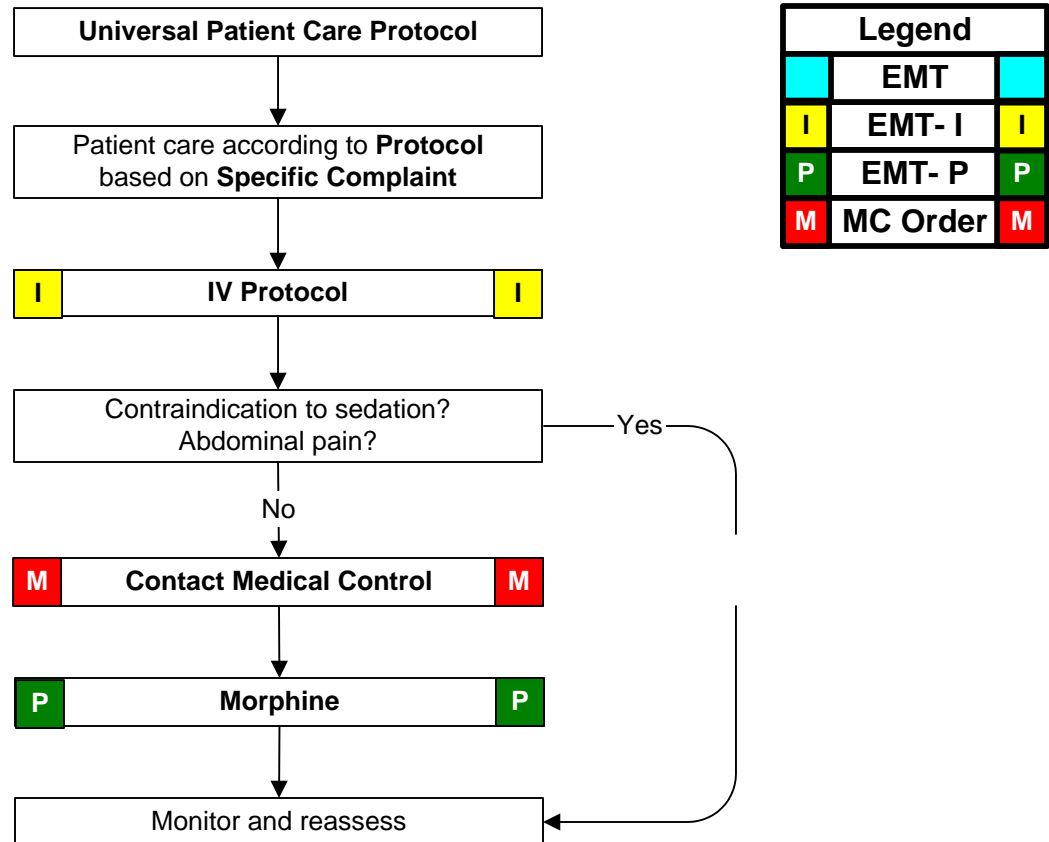 Universal Patient Care Protocol
Legend
EMT
Patient care according to Protocol
based on Specific Complaint
I EMT- I I
P EMT- P P
M MC Order M
I IV Protocol I
Contraindication to sedation?
Abdominal pain?
Yes
No
M Contact Medical Control M
P Morphine P
Monitor and reassess